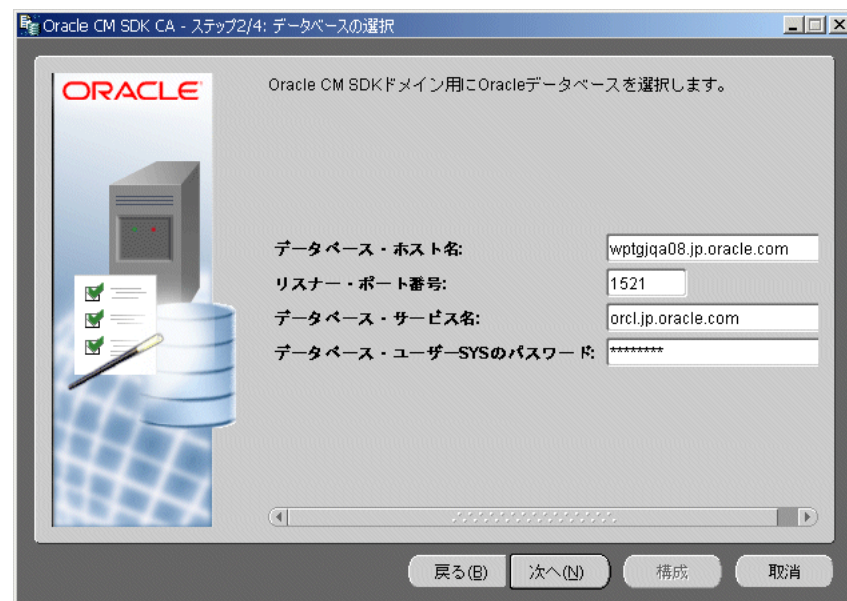 Oracle CM SDK CA - ステップ2/4: データベースの選択
ORACLE
Oracle CM SDKドメイン用にOracleデータベースを選択します。
データベース・ホスト名: wptgjqa08.jp.oracle.com
リスナー・ポート番号: 1521
データベース・サービス名: orcl.jp.oracle.com
データベース・ユーザーSYSのパスワード: ********
戻る(B) 次へ(N) 構成 取消